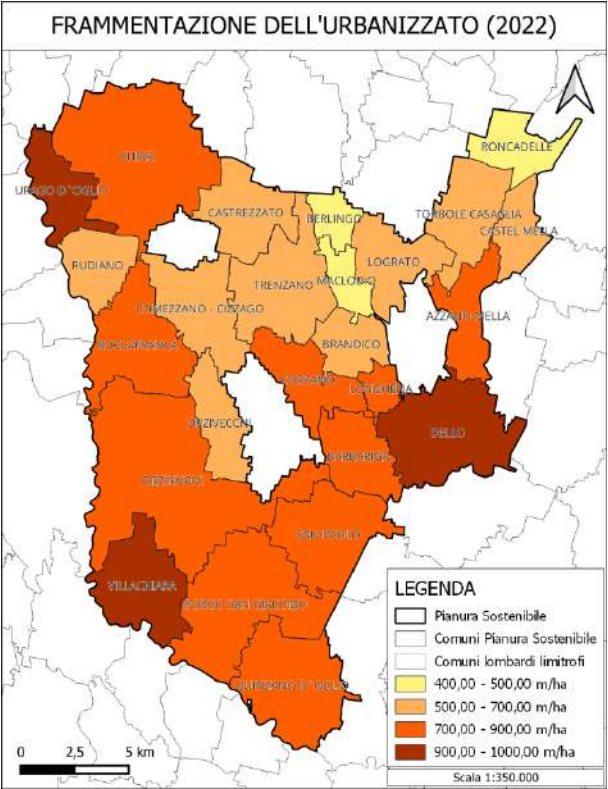 FRAMMENTAZIONE DELL'URBANIZZATO (2022)
RONCADELLE
CHIARI
URAGO D`OGLIO
CASTREZZATO
BERLINGO
TORBOLE CASAGLIA
CASTEL MELLA
RUDIANO
LOGRATO
TRENZANO
MACLODIO
COMEZZANO - CIZZAGO
AZZANO MELLA
ROCCAFRANCA
BRANDICO
CORZANO
LONGHENA
ORZIVECCHI
DELLO
BARBARIGA
ORZINUOVI
SAN PAOLO
VILLACHIARA
BORGO SAN GIACOMO
QUINZANO D`OGLIO
LEGENDA
Pianura Sostenibile
Comuni Pianura Sostenibile
Comuni lombardi limitrofi
400,00 - 500,00 m/ha
500,00 - 700,00 m/ha
700,00 - 900,00 m/ha
900,00 - 1000,00 m/ha
0 2,5 5 km
Scala 1:350.000